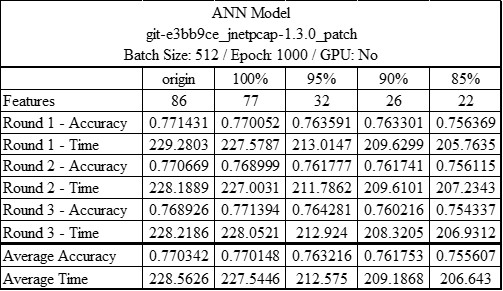 ANN Model
git-e3bb9ce_jnetpcap-1.3.0_patch
Batch Size: 512 / Epoch: 1000 / GPU: No
origin 100% 95% 90% 85%
Features 86 77 32 26 22
Round 1 - Accuracy 0.771431 0.770052 0.763591 0.763301 0.756369
Round 1 - Time 229.2803 227.5787 213.0147 209.6299 205.7635
Round 2 - Accuracy 0.770669 0.768999 0.761777 0.761741 0.756115
Round 2 - Time 228.1889 227.0031 211.7862 209.6101 207.2343
Round 3 - Accuracy 0.768926 0.771394 0.764281 0.760216 0.754337
Round 3 - Time 228.2186 228.0521 212.924 208.3205 206.9312
Average Accuracy 0.770342 0.770148 0.763216 0.761753 0.755607
Average Time 228.5626 227.5446 212.575 209.1868 206.643